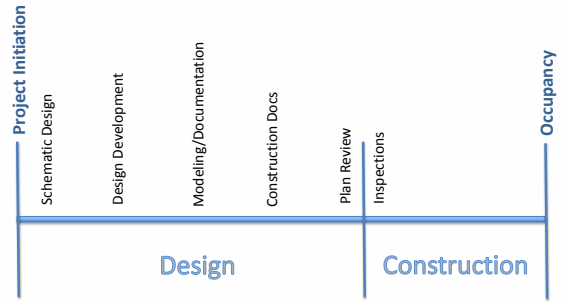 Project Initiation
Schematic Design
Design Development
Modeling/Documentation
Construction Docs
Plan Review
Inspections
Occupancy
Design
Construction